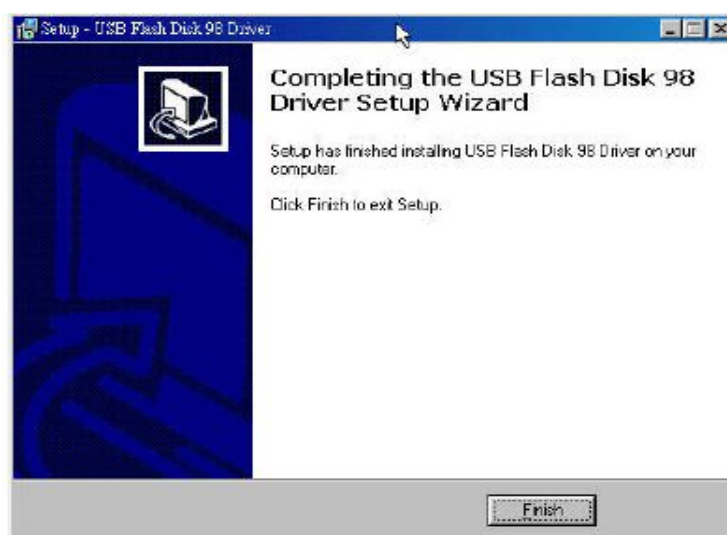 Setup - USB Flash Disk 98 Driver
Completing the USB Flash Disk 98
Driver Setup Wizard
Setup has finished installing USB Flash Disk 98 Driver on your
computer.
Click Finish to exit Setup.
Finish